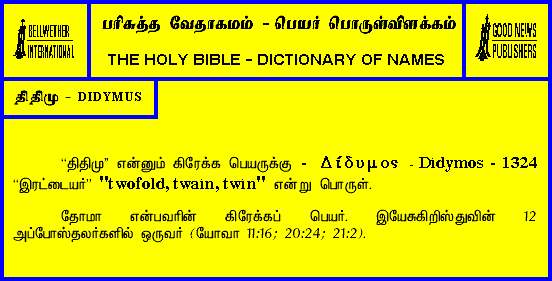 BELLWETHER
INTERNATIONAL
பரிசுத்த வேதாகமம் - பெயர் பொருள்விளக்கம்
THE HOLY BIBLE - DICTIONARY OF NAMES
GOOD NEWS
PUBLISHERS
திதிமு - DIDYMUS
“திதிமு” என்னும் கிரேக்க பெயருக்கு - Δίδυμος - Didymos - 1324
“இரட்டையர்” "twofold, twain, twin" என்று பொருள்.
தோமா என்பவரின் கிரேக்கப் பெயர். இயேசுகிறிஸ்துவின் 12
அப்போஸ்தலர்களில் ஒருவர் (யோவா 11:16; 20:24; 21:2).